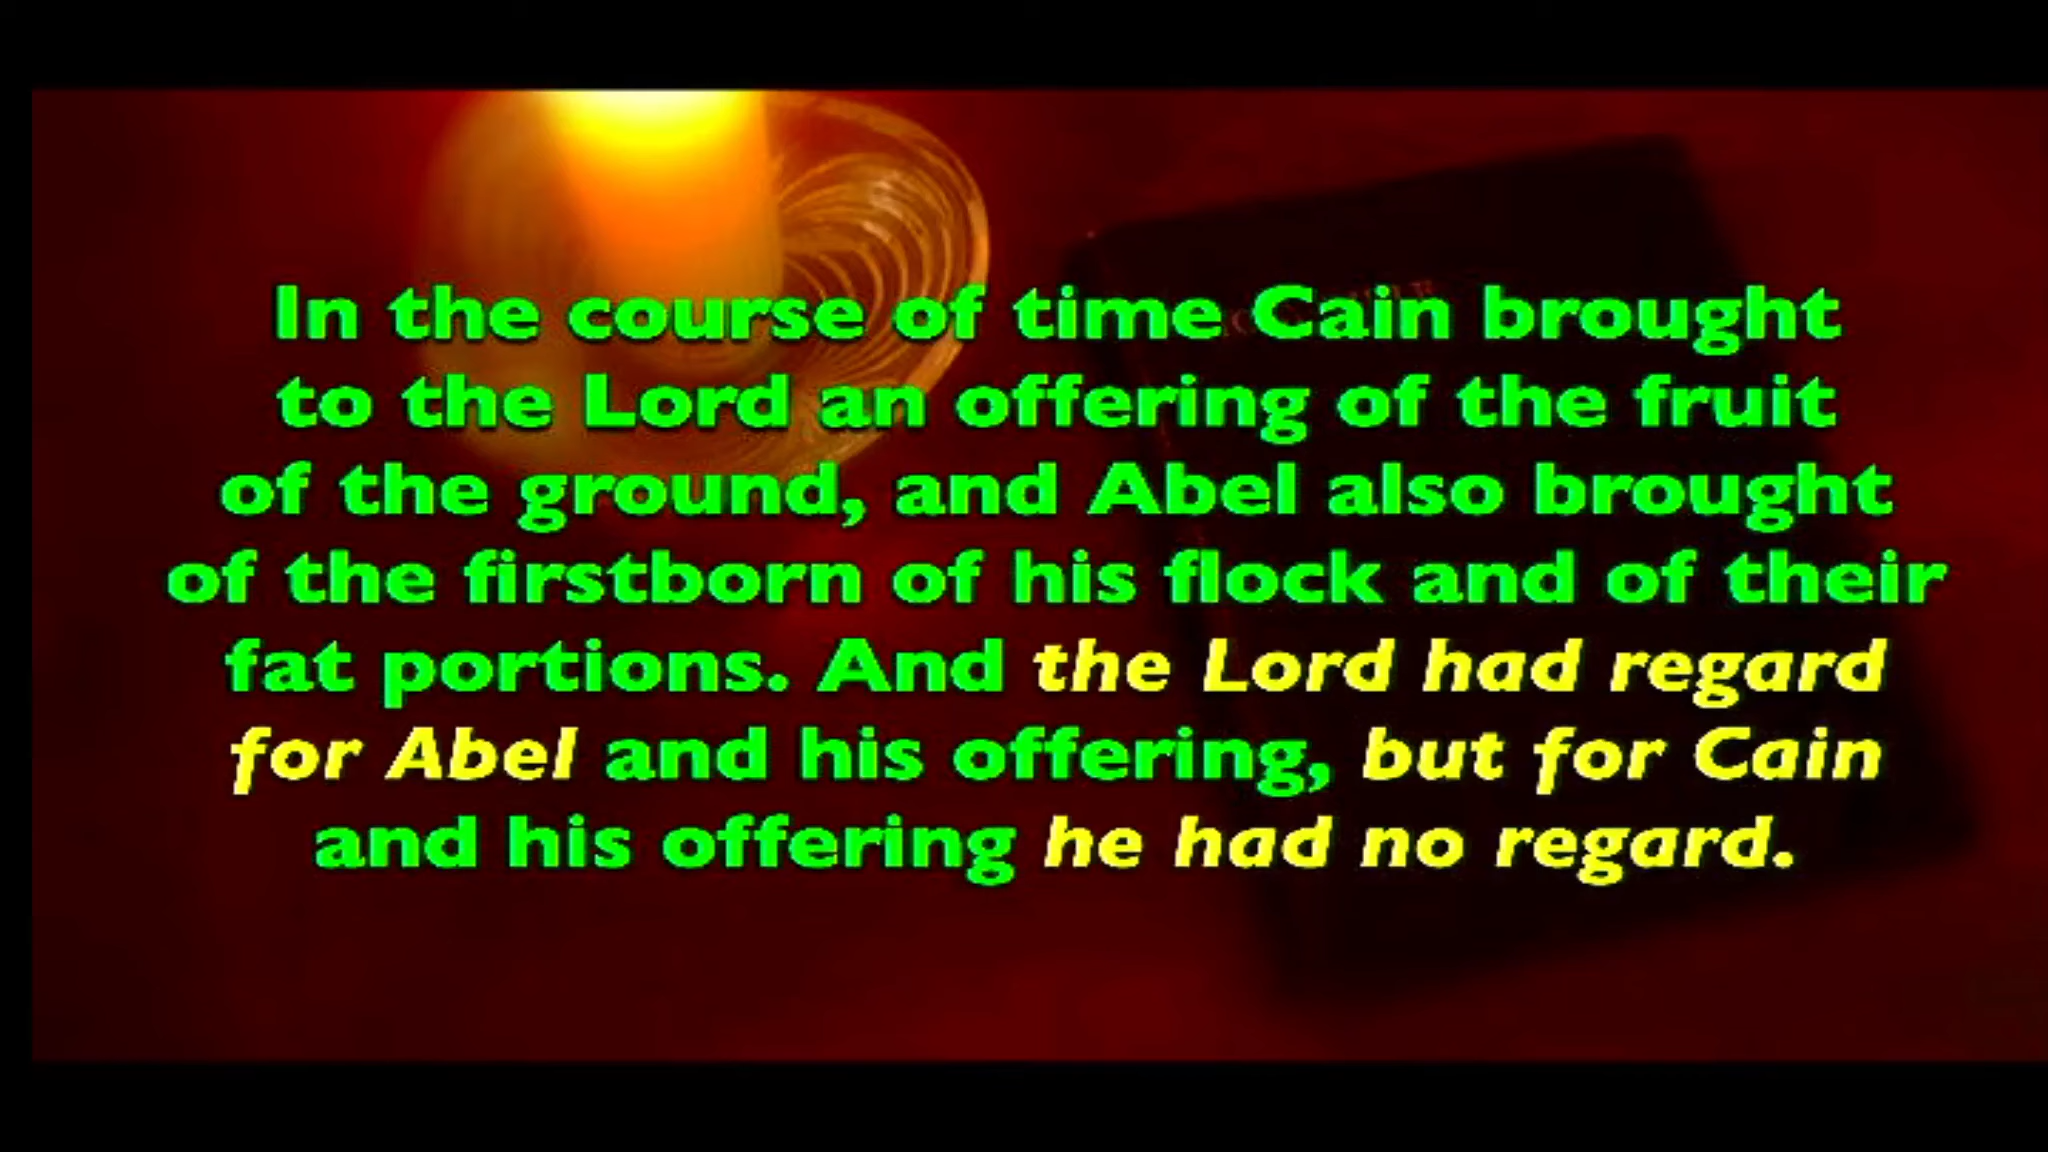 In the course of time Cain brought
to the Lord an offering of the fruit
of the ground, and Abel also brought
of the firstborn of his flock and of their
fat portions. And the Lord had regard
for Abel and his offering, but for Cain
and his offering he had no regard.